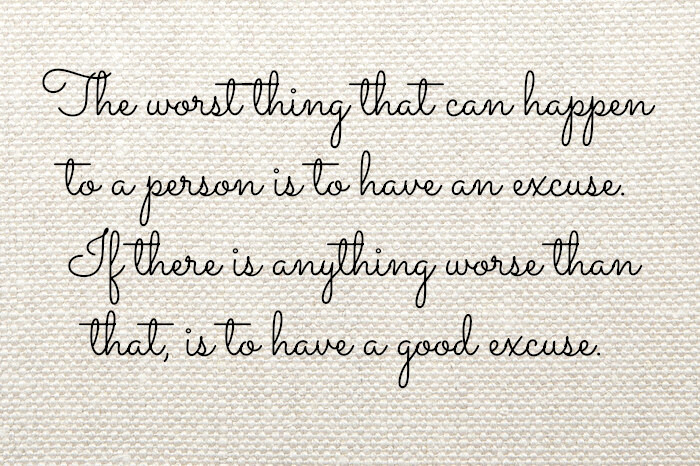 The worst thing that can happen
to a person is to have an excuse.
If there is anything worse than
that, is to have a good excuse.